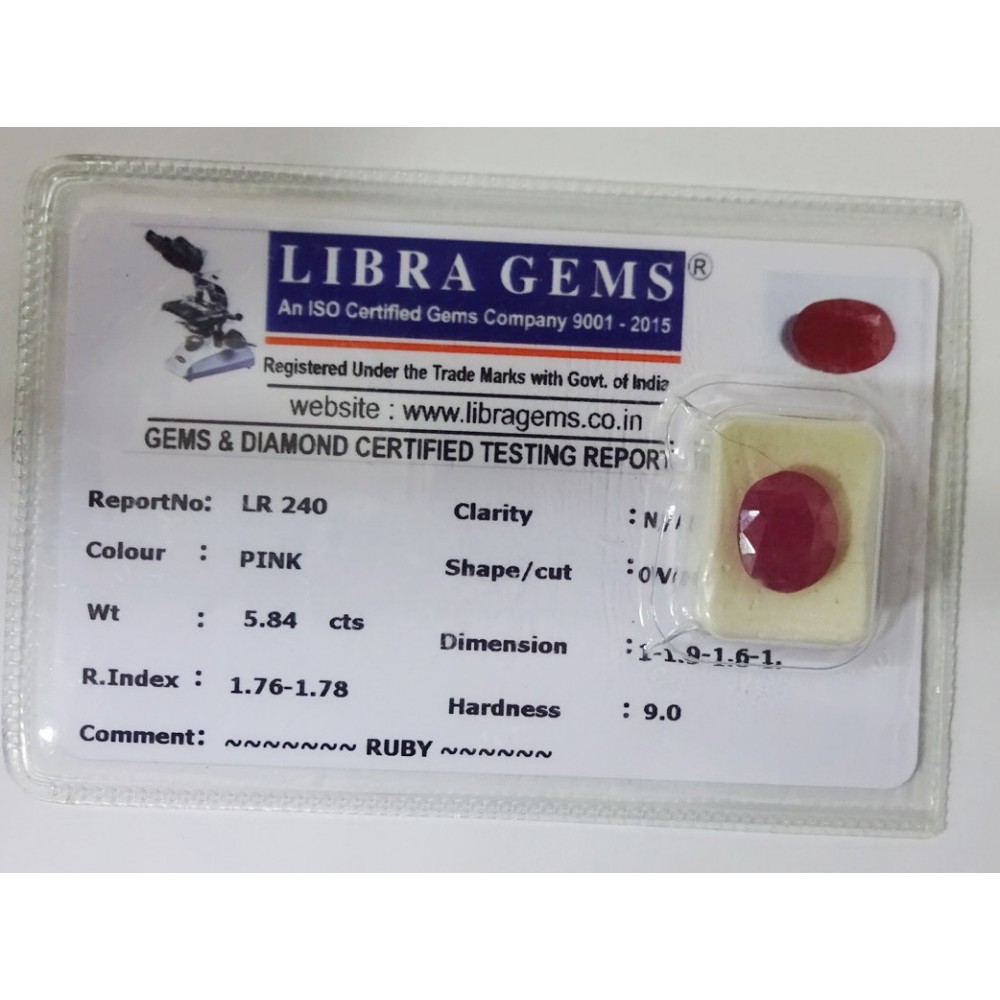 LIBRA GEMS ®
An ISO Certified Gems Company 9001 - 2015
Registered Under the Trade Marks with Govt. of India
website : www.libragems.co.in
GEMS & DIAMOND CERTIFIED TESTING REPORT
ReportNo: LR 240
Clarity :
Colour : PINK
Shape/cut :
Wt : 5.84 cts
Dimension :
R.Index : 1.76-1.78
Hardness : 9.0
Comment: ~~~~~~~ RUBY ~~~~~~